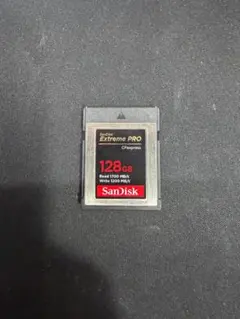 SanDisk
Extreme PRO
CFexpress
128GB
Read 1700 MB/s
Write 1200 MB/s
SanDisk